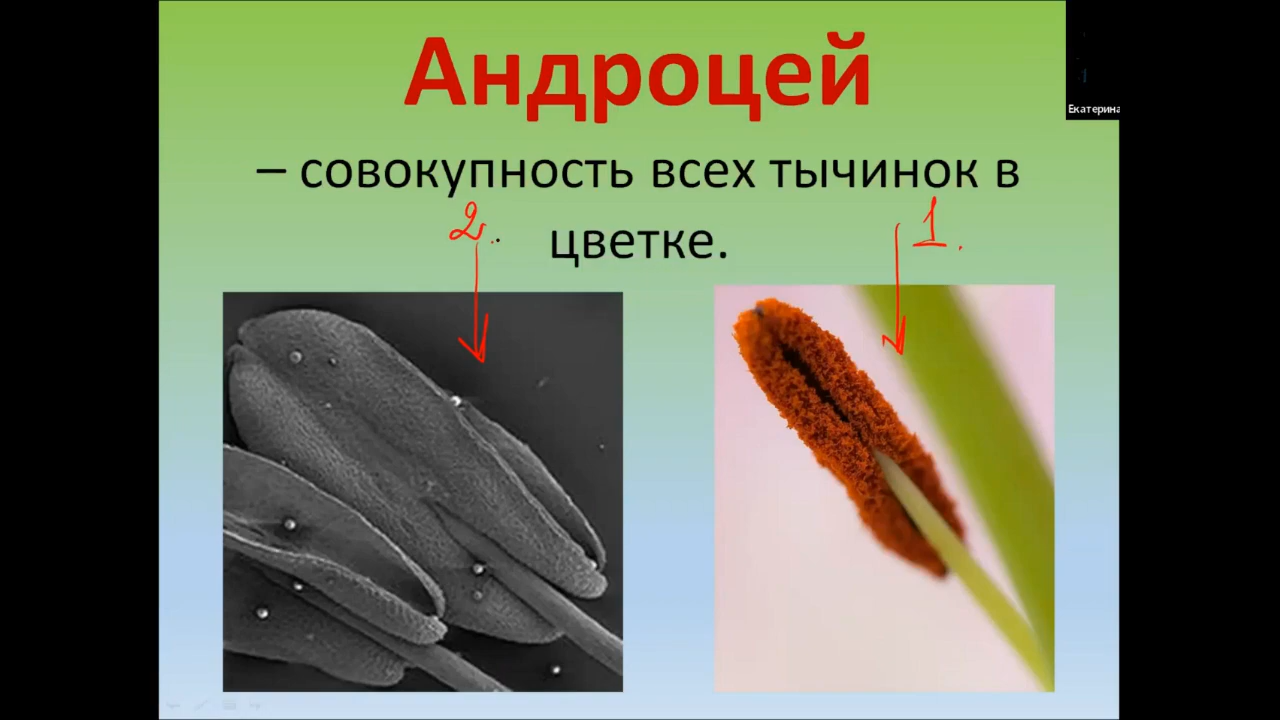 Андроцей
Екатерина
– совокупность всех тычинок в
цветке.
2.
1.